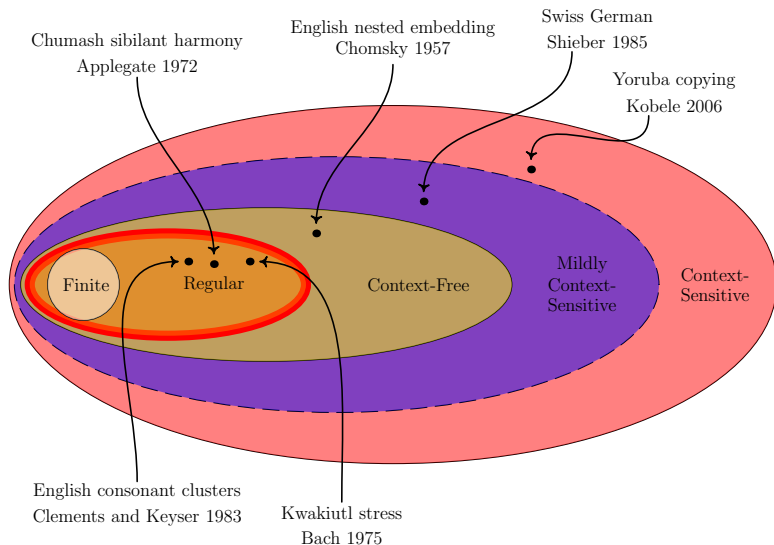 Chumash sibilant harmony
Applegate 1972
English nested embedding
Chomsky 1957
Swiss German
Shieber 1985
Yoruba copying
Kobele 2006
Finite
Regular
Context-Free
Mildly
Context-
Sensitive
Context-
Sensitive
English consonant clusters
Clements and Keyser 1983
Kwakiutl stress
Bach 1975